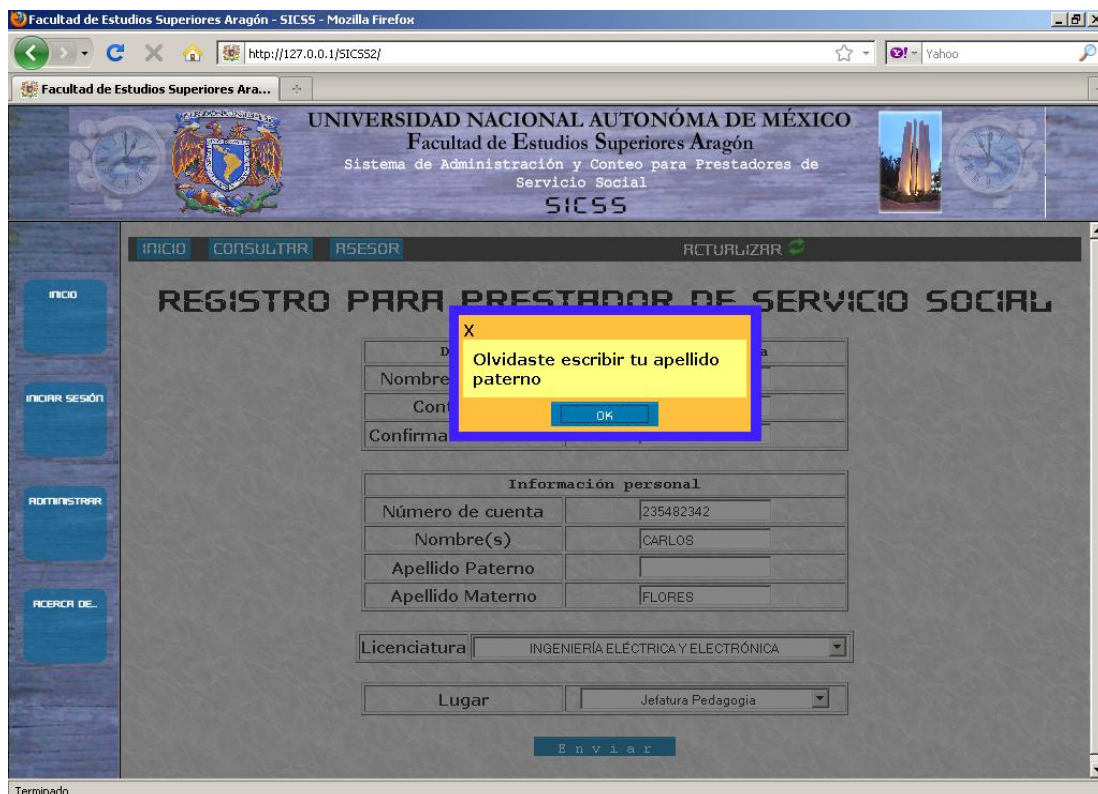 Facultad de Estudios Superiores Aragón - SICSS - Mozilla Firefox
http://127.0.0.1/SICSS2/
Yahoo
Facultad de Estudios Superiores Ara...
UNIVERSIDAD NACIONAL AUTONÓMA DE MÉXICO
Facultad de Estudios Superiores Aragón
Sistema de Administración y Conteo para Prestadores de
Servicio Social
SICSS
INICIO CONSULTAR ASESOR ACTUALIZAR
INICIO
INICIAR SESIÓN
ADMINISTRAR
ACERCA DE..
REGISTRO PARA PRESTADOR DE SERVICIO SOCIAL
X
Olvidaste escribir tu apellido
paterno
OK
Nombre
Confirma
Información personal
Número de cuenta 235482342
Nombre(s) CARLOS
Apellido Paterno
Apellido Materno FLORES
Licenciatura INGENIERÍA ELÉCTRICA Y ELECTRÓNICA
Lugar Jefatura Pedagogia
Enviar
Terminado